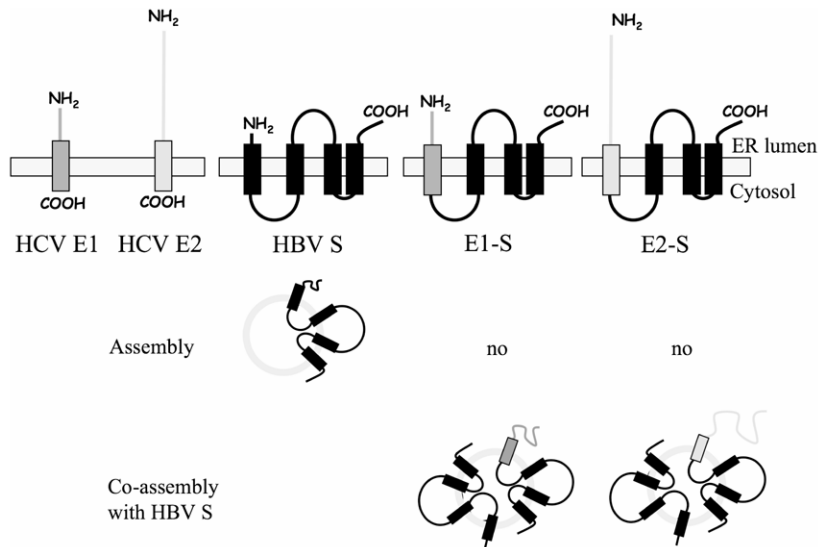 NH2
NH2
COOH
NH2
NH2
COOH
NH2
COOH
ER lumen
COOH
COOH
Cytosol
HCV E1 HCV E2 HBV S E1-S E2-S
Assembly no no
Co-assembly
with HBV S